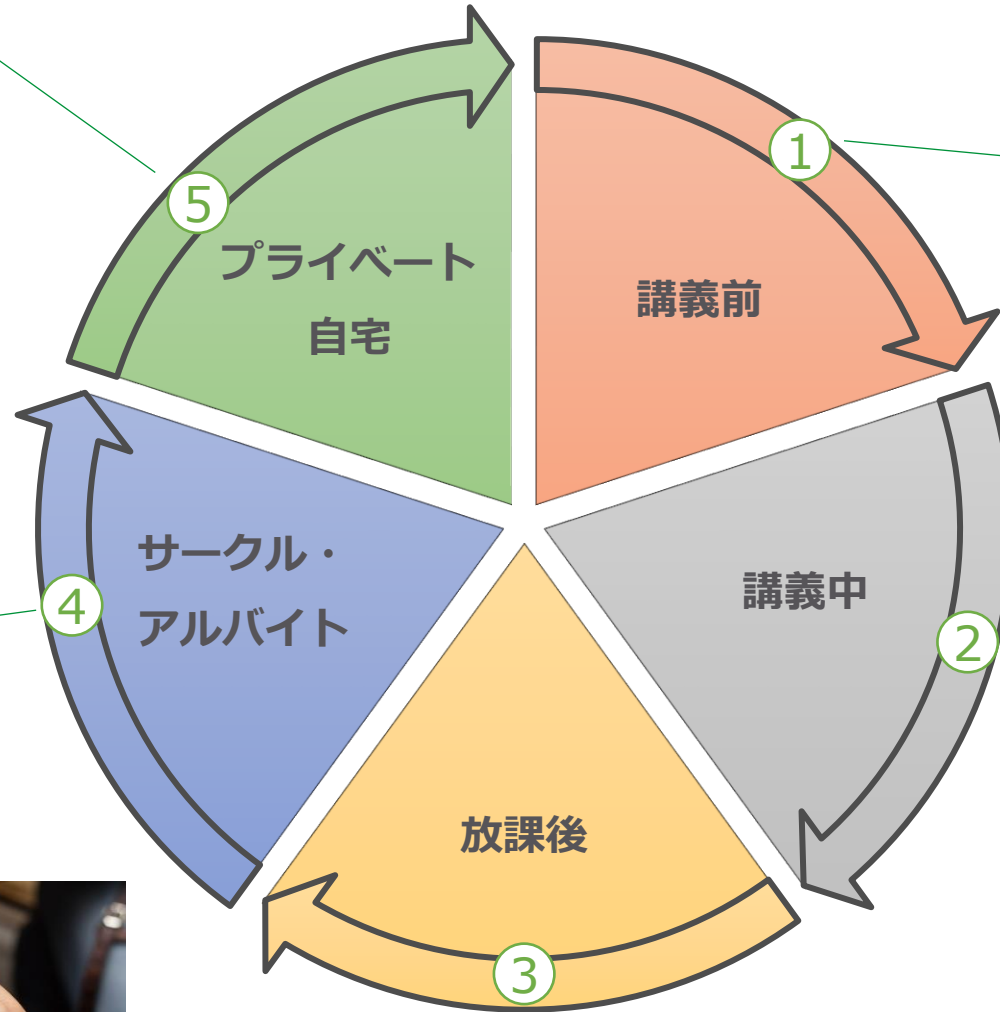 ①
講義前
②
講義中
③
放課後
④
サークル・
アルバイト
⑤
プライベート
自宅